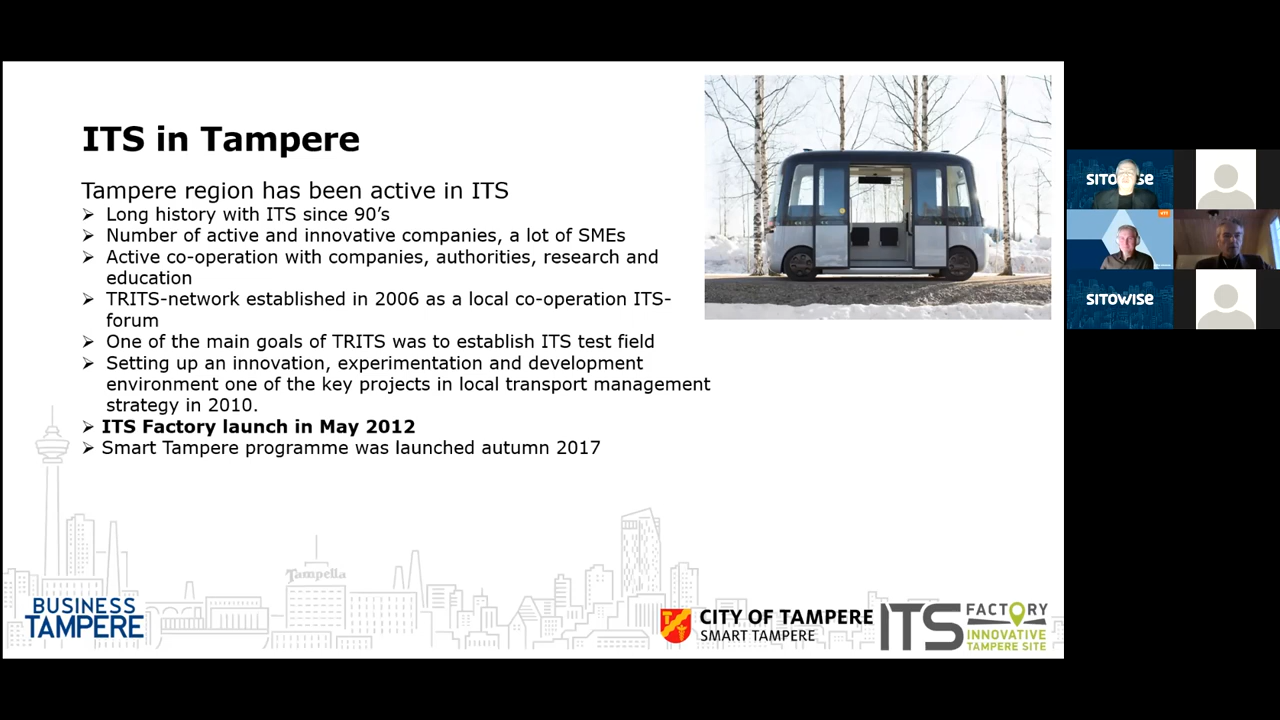 ITS in Tampere
Tampere region has been active in ITS
➢ Long history with ITS since 90’s
➢ Number of active and innovative companies, a lot of SMEs
➢ Active co-operation with companies, authorities, research and
education
➢ TRITS-network established in 2006 as a local co-operation ITS-
forum
➢ One of the main goals of TRITS was to establish ITS test field
➢ Setting up an innovation, experimentation and development
environment one of the key projects in local transport management
strategy in 2010.
➢ ITS Factory launch in May 2012
➢ Smart Tampere programme was launched autumn 2017
Tampella
BUSINESS
TAMPERE
CITY OF TAMPERE
SMART TAMPERE
ITS FACTORY
INNOVATIVE
TAMPERE SITE
SITOWISE